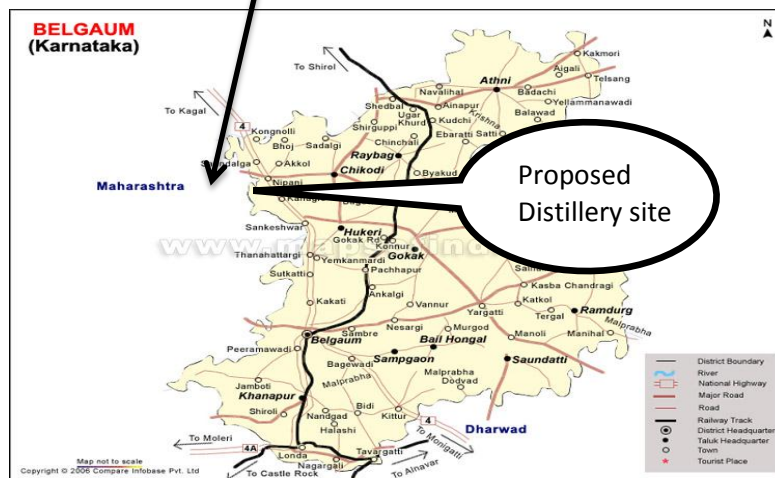 BELGAUM
(Karnataka)
N
To Shirol
To Kagal
4
Kakmori
Aigali
Telsang
Athni
Badachi
Navalihal
Yellammanawadi
Shedbal
Ainapur
Ugar
Khurd
Kudchi
Krishna
Balawad
Kongnolli
Shirguppi
Ebaratti
Satti
Bhoj
Sadalgi
Chinchali
Akkol
Raybag
Chikodi
Byakud
Nipani
Maharashtra
Proposed
Distillery site
Sankeshwar
Hukeri
Gokak Rd
Konnur
Thanahattargi
Yemkanmardi
Gokak
Sutkatti
Pachhapur
Ankalgi
Kasba Chandragi
Kakati
Vannur
Yargatti
Katkol
Ramdurg
Tergal
Malprabha
Sambre
Nesargi
Murgod
Manoli
Manihal
Belgaum
Peeramawadi
Bail Hongal
Bagewadi
Sampgaon
Saundatti
Jamboti
Malprabha
Malprabha
Dodvad
Khanapur
Shiroli
Bidi
Nandgad
Kittur
Halashi
4
Dharwad
To Moleri
4A
To Monigatti
Londa
Tavargatti
Nagargali
To Castle Rock
To Alnavar
District Boundary
River
National Highway
Major Road
Road
Railway Track
District Headquarter
Taluk Headquarter
Town
Tourist Place
Map not to scale
Copyright © 2006 Compare Infobase Pvt. Ltd